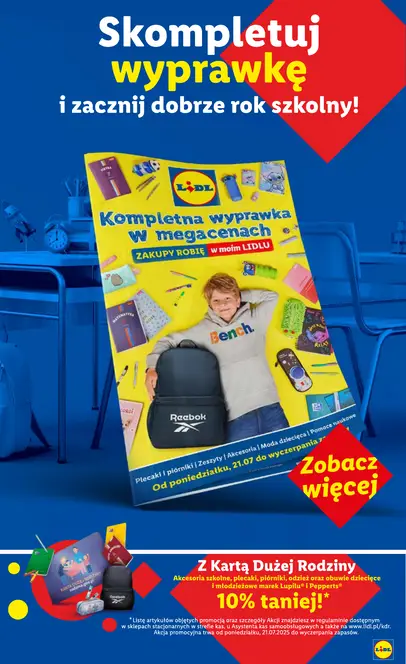 Skompletuj
wyprawkę
i zacznij dobrze rok szkolny!
LIDL
Kompletna wyprawka
w megacenach
ZAKUPY ROBIĘ w moim LIDLU
Bench.
Reebok
Plecaki i piórniki | Zeszyty | Akcesoria | Moda dziecięca | Pomoce naukowe
Od poniedziałku, 21.07 do wyczerpania
Zobacz
więcej
Z Kartą Dużej Rodziny
Akcesoria szkolne, plecaki, piórniki, odzież oraz obuwie dziecięce
i młodzieżowe marek Lupilu® i Pepperts®
10% taniej!*
Reebok
*Listę artykułów objętych promocją oraz szczegóły Akcji znajdziesz w regulaminie dostępnym
w sklepach stacjonarnych w strefie kas, u Asystenta kas samoobsługowych a także na www.lidl.pl/kdr.
Akcja promocyjna trwa od poniedziałku, 21.07.2025 do wyczerpania zapasów.
LIDL